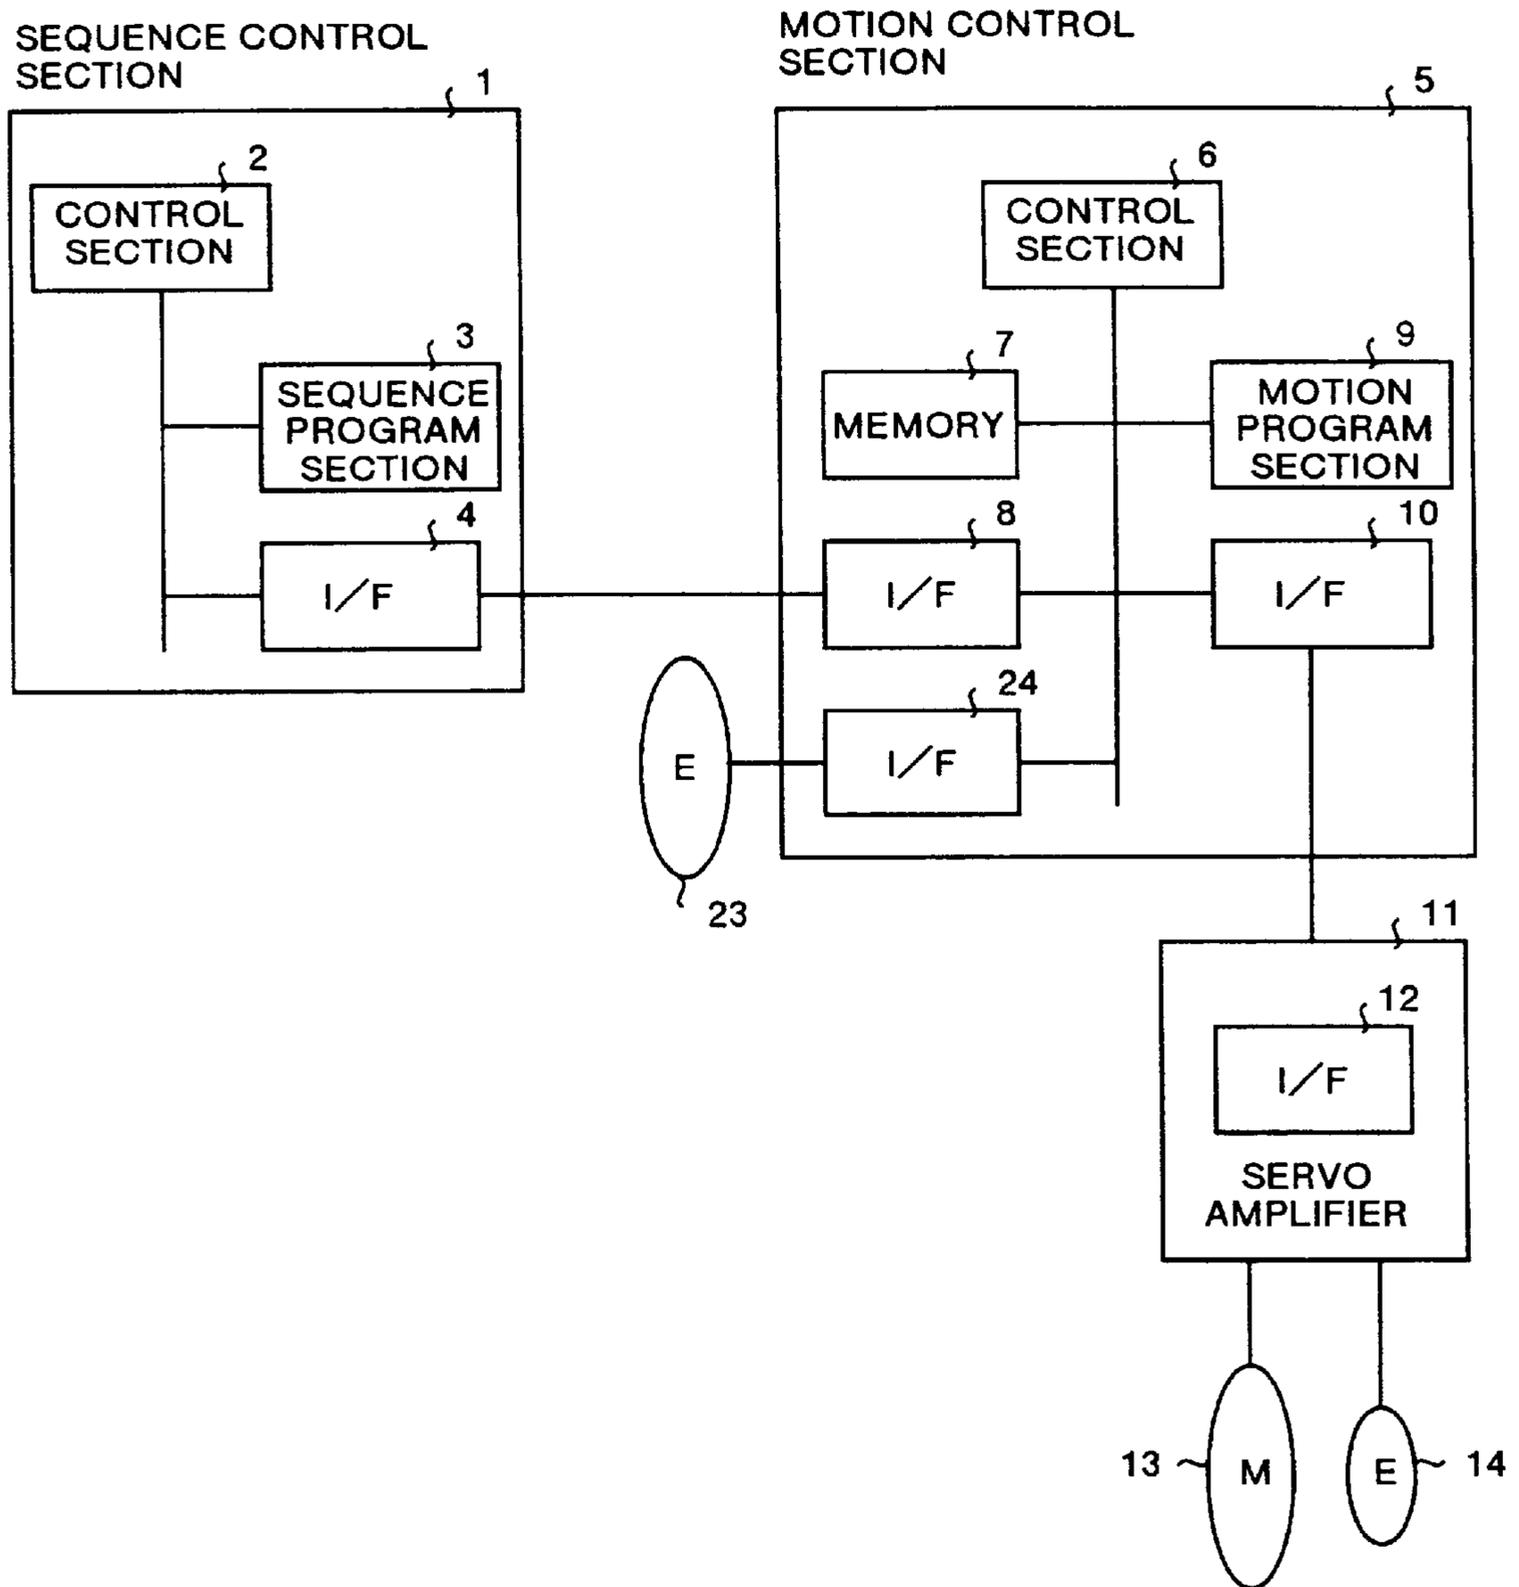 SEQUENCE CONTROL
SECTION
1
2
CONTROL
SECTION
3
SEQUENCE
PROGRAM
SECTION
4
I/F
MOTION CONTROL
SECTION
5
6
CONTROL
SECTION
7
MEMORY
9
MOTION
PROGRAM
SECTION
8
I/F
10
I/F
24
I/F
E
23
11
12
I/F
SERVO
AMPLIFIER
13
M
E
14